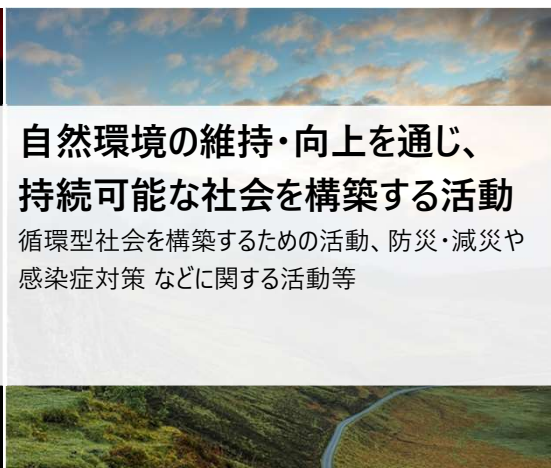 自然環境の維持・向上を通じ、
持続可能な社会を構築する活動
循環型社会を構築するための活動、防災・減災や
感染症対策 などに関する活動等